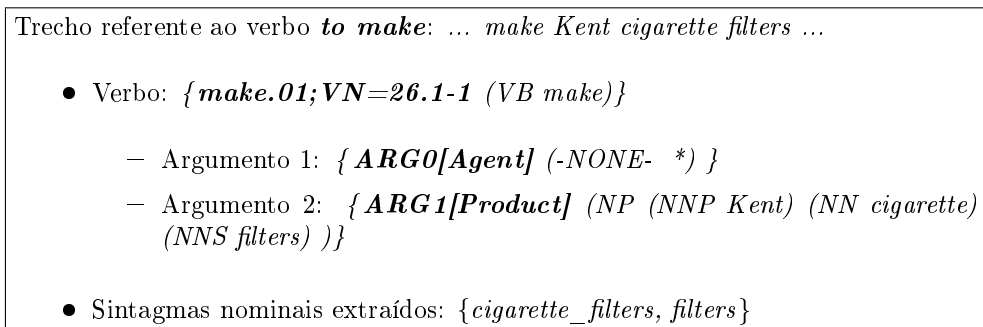 Trecho referente ao verbo to make: ... make Kent cigarette filters ...
• Verbo: {make.01;VN=26.1-1 (VB make)}
– Argumento 1: { ARG0[Agent] (-NONE- *) }
– Argumento 2: { ARG1[Product] (NP (NNP Kent) (NN cigarette)
(NNS filters) )}
• Sintagmas nominais extraídos: {cigarette_filters, filters}